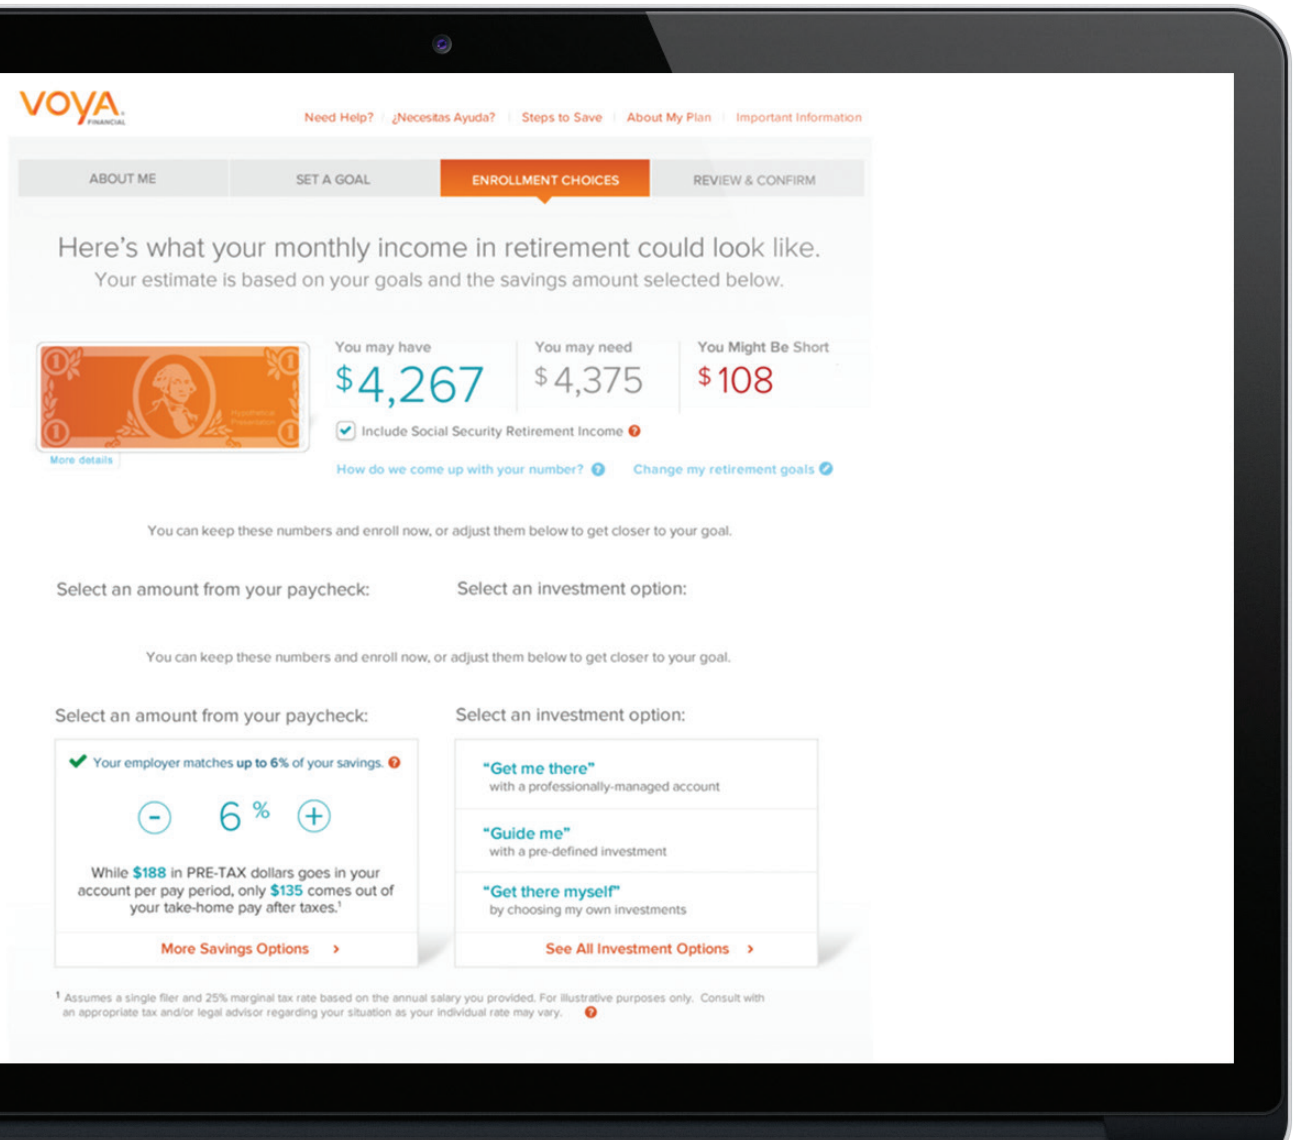 VOYA
FINANCIAL
Need Help? ¿Necesitas Ayuda? Steps to Save About My Plan Important Information
ABOUT ME SET A GOAL ENROLLMENT CHOICES REVIEW & CONFIRM
Here's what your monthly income in retirement could look like.
Your estimate is based on your goals and the savings amount selected below.
You may have You may need You Might Be Short
$4,267 $4,375 $108
1 1 1 1
Hypothetical
Presentation
Include Social Security Retirement Income ?
More details
How do we come up with your number? ? Change my retirement goals
You can keep these numbers and enroll now, or adjust them below to get closer to your goal.
Select an amount from your paycheck: Select an investment option:
You can keep these numbers and enroll now, or adjust them below to get closer to your goal.
Select an amount from your paycheck:
Your employer matches up to 6% of your savings. ?
- 6 % +
While $188 in PRE-TAX dollars goes in your
account per pay period, only $135 comes out of
your take-home pay after taxes.¹
More Savings Options >
Select an investment option:
"Get me there"
with a professionally-managed account
"Guide me"
with a pre-defined investment
"Get there myself"
by choosing my own investments
See All Investment Options >
¹ Assumes a single filer and 25% marginal tax rate based on the annual salary you provided. For illustrative purposes only. Consult with
an appropriate tax and/or legal advisor regarding your situation as your individual rate may vary. ?